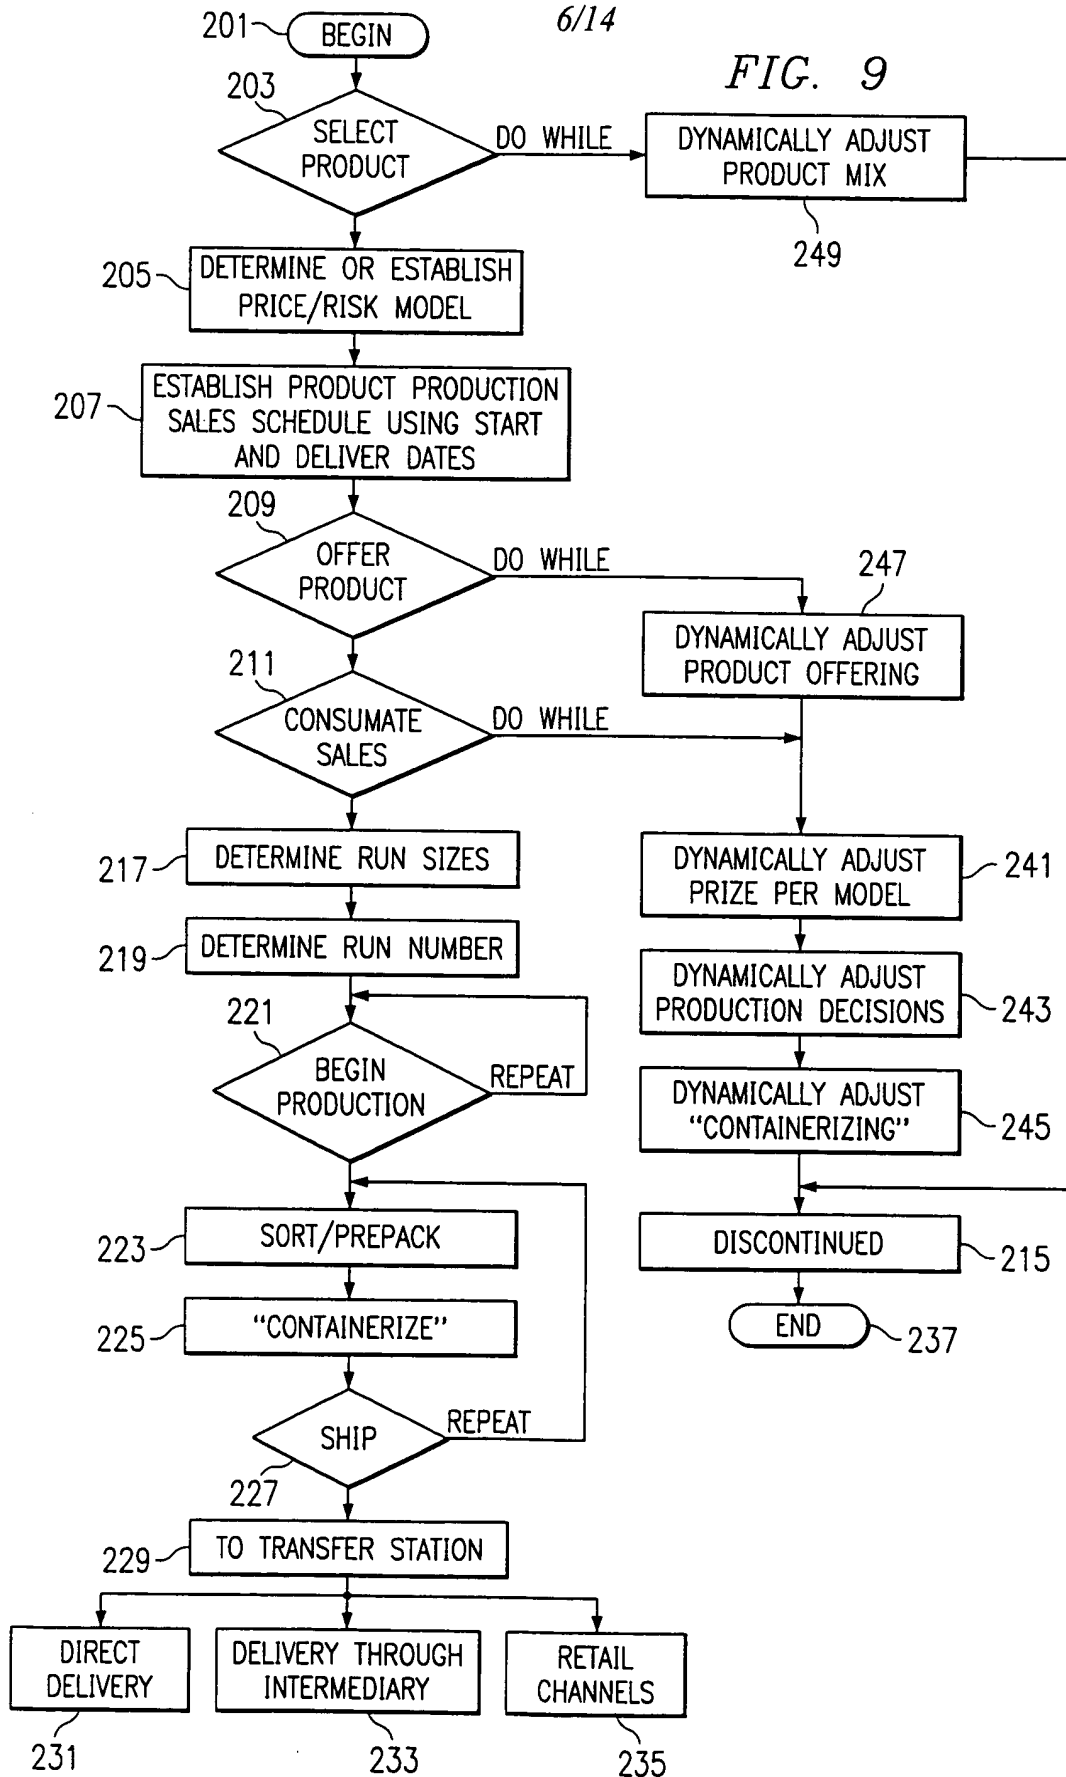 6/14
FIG. 9
201
BEGIN
203
SELECT
PRODUCT
DO WHILE
DYNAMICALLY ADJUST
PRODUCT MIX
249
205
DETERMINE OR ESTABLISH
PRICE/RISK MODEL
207
ESTABLISH PRODUCT PRODUCTION
SALES SCHEDULE USING START
AND DELIVER DATES
209
OFFER
PRODUCT
DO WHILE
247
DYNAMICALLY ADJUST
PRODUCT OFFERING
211
CONSUMATE
SALES
DO WHILE
217
DETERMINE RUN SIZES
DYNAMICALLY ADJUST
PRIZE PER MODEL
241
219
DETERMINE RUN NUMBER
DYNAMICALLY ADJUST
PRODUCTION DECISIONS
243
221
BEGIN
PRODUCTION
REPEAT
DYNAMICALLY ADJUST
"CONTAINERIZING"
245
223
SORT/PREPACK
DISCONTINUED
215
225
"CONTAINERIZE"
END
237
SHIP
REPEAT
227
229
TO TRANSFER STATION
DIRECT
DELIVERY
DELIVERY THROUGH
INTERMEDIARY
RETAIL
CHANNELS
231
233
235